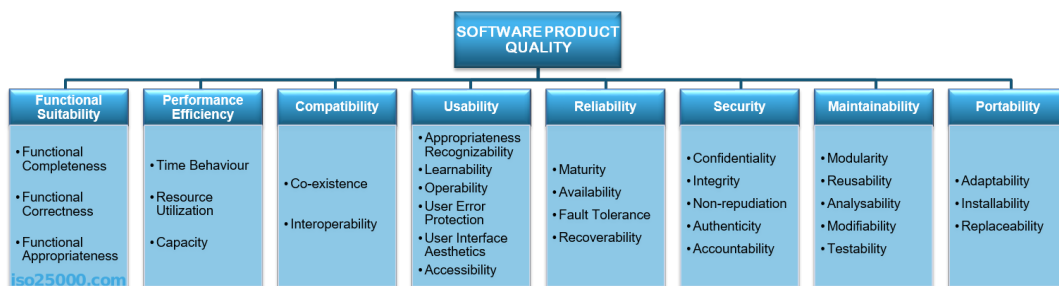 SOFTWARE PRODUCT
QUALITY
Functional
Suitability
• Functional
Completeness
• Functional
Correctness
• Functional
Appropriateness
Performance
Efficiency
• Time Behaviour
• Resource
Utilization
• Capacity
Compatibility
• Co-existence
• Interoperability
Usability
• Appropriateness
Recognizability
• Learnability
• Operability
• User Error
Protection
• User Interface
Aesthetics
• Accessibility
Reliability
• Maturity
• Availability
• Fault Tolerance
• Recoverability
Security
• Confidentiality
• Integrity
• Non-repudiation
• Authenticity
• Accountability
Maintainability
• Modularity
• Reusability
• Analysability
• Modifiability
• Testability
Portability
• Adaptability
• Installability
• Replaceability
iso25000.com